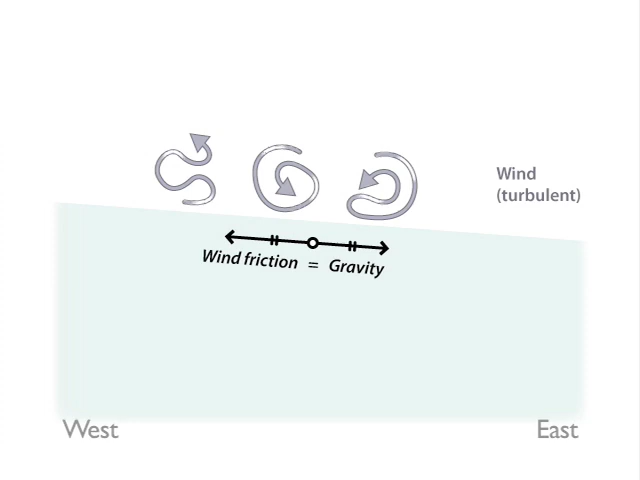 Wind
(turbulent)
Wind friction = Gravity
West
East